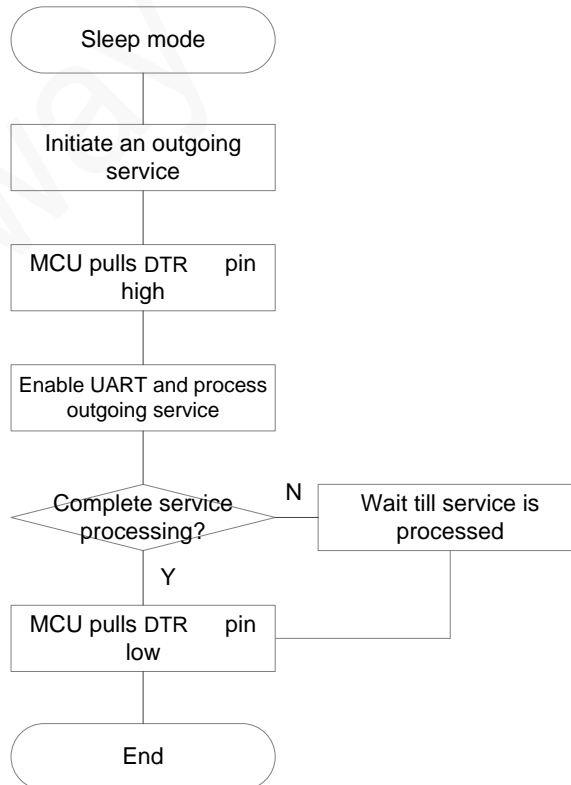 Sleep mode
Initiate an outgoing
service
MCU pulls DTR pin
high
Enable UART and process
outgoing service
Complete service
processing?
N
Wait till service is
processed
Y
MCU pulls DTR pin
low
End